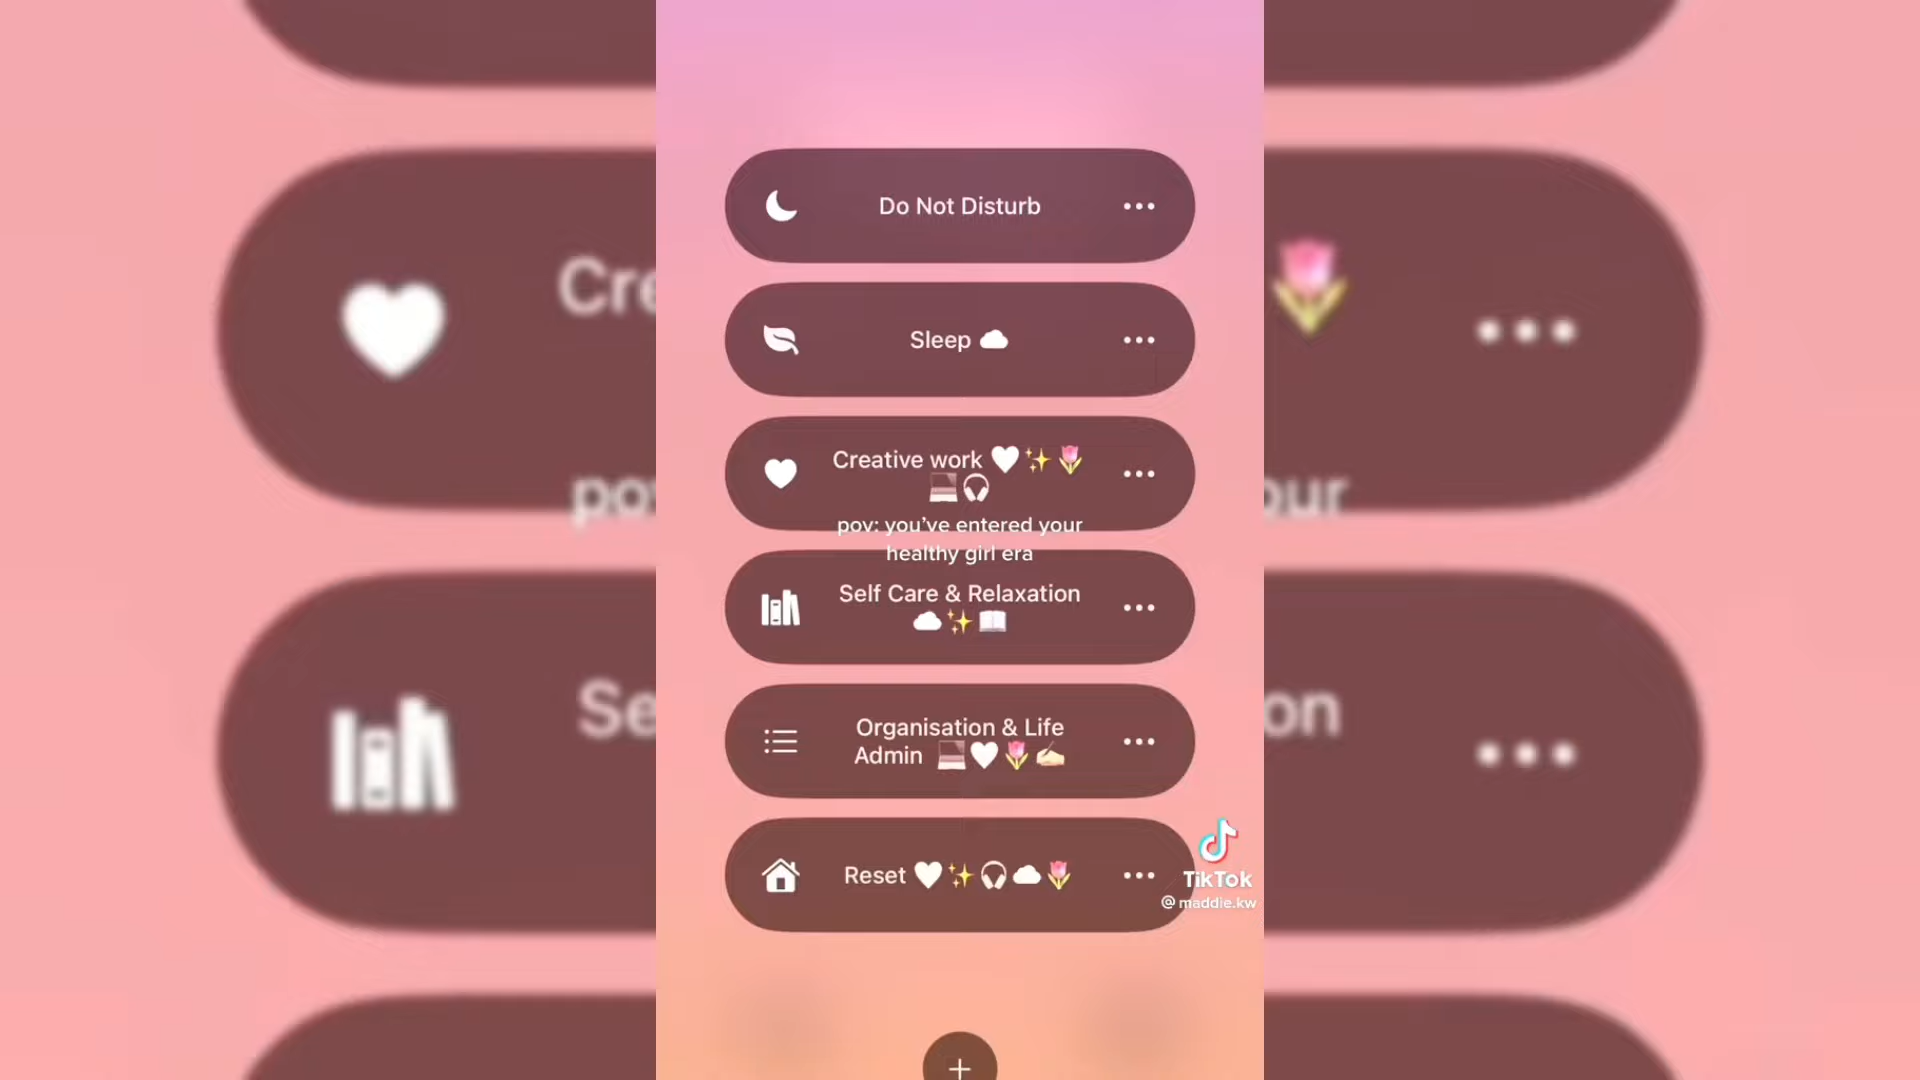 Do Not Disturb
Sleep ☁️
Creative work 🤍✨🌷
💻🎧
pov: you’ve entered your
healthy girl era
Self Care & Relaxation
☁️✨📖
Organisation & Life
Admin 💻🤍🌷✍🏻
Reset 🤍✨🎧☁️🌷
TikTok
@maddie.kw